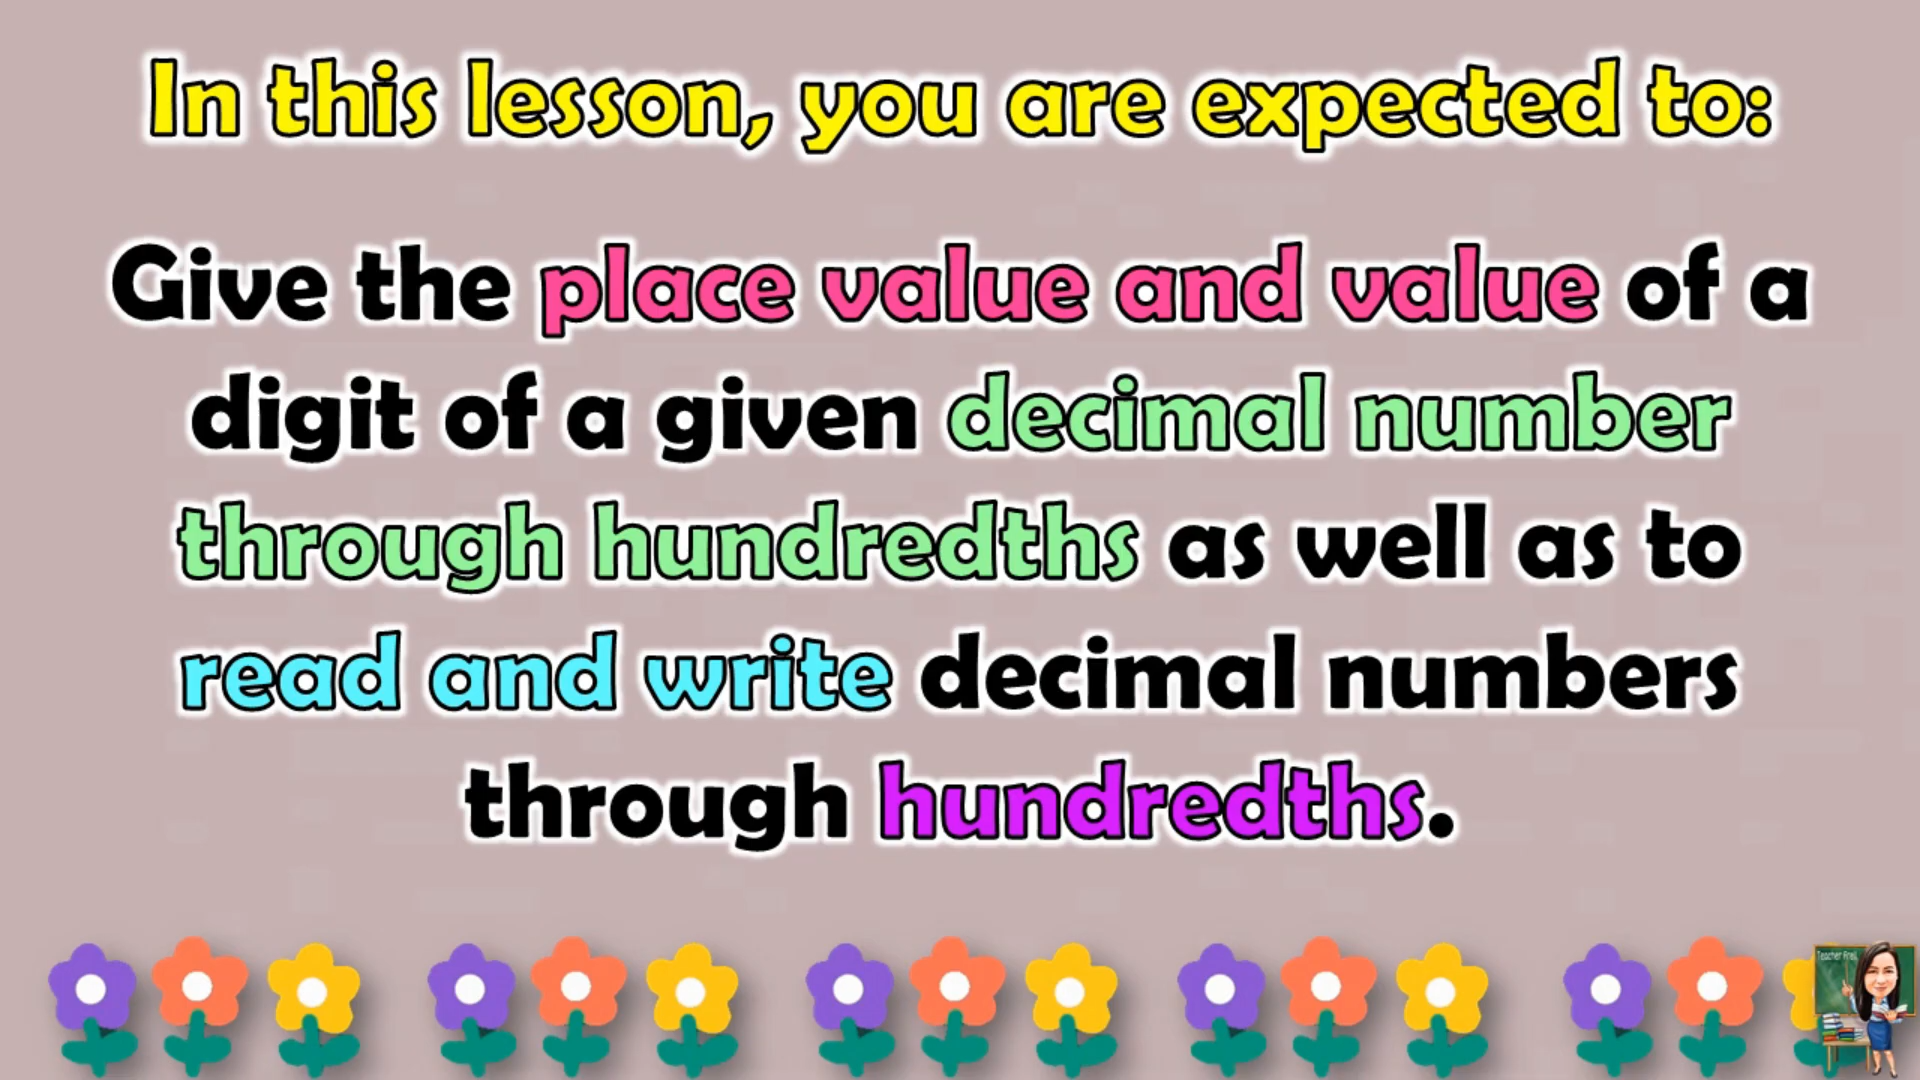 In this lesson, you are expected to:
Give the place value and value of a
digit of a given decimal number
through hundredths as well as to
read and write decimal numbers
through hundredths.
Teacher